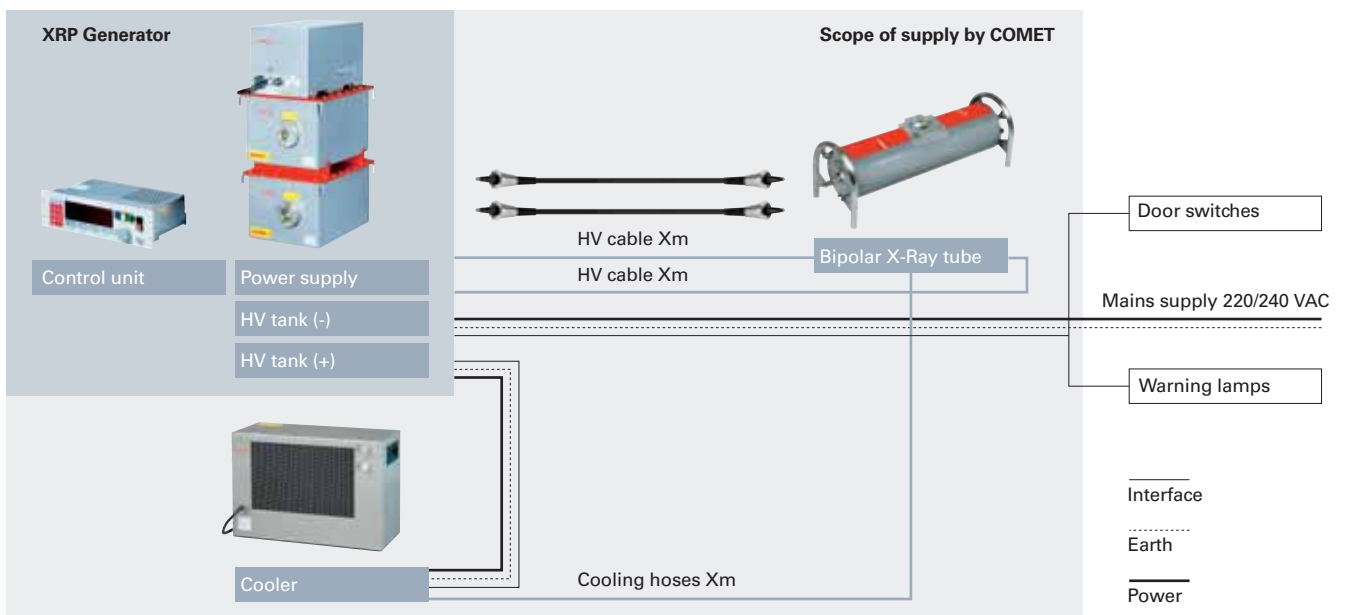 XRP Generator
Scope of supply by COMET
HV cable Xm
HV cable Xm
Bipolar X-Ray tube
Control unit
Power supply
HV tank (-)
HV tank (+)
Door switches
Mains supply 220/240 VAC
Warning lamps
Cooler
Cooling hoses Xm
Interface
Earth
Power